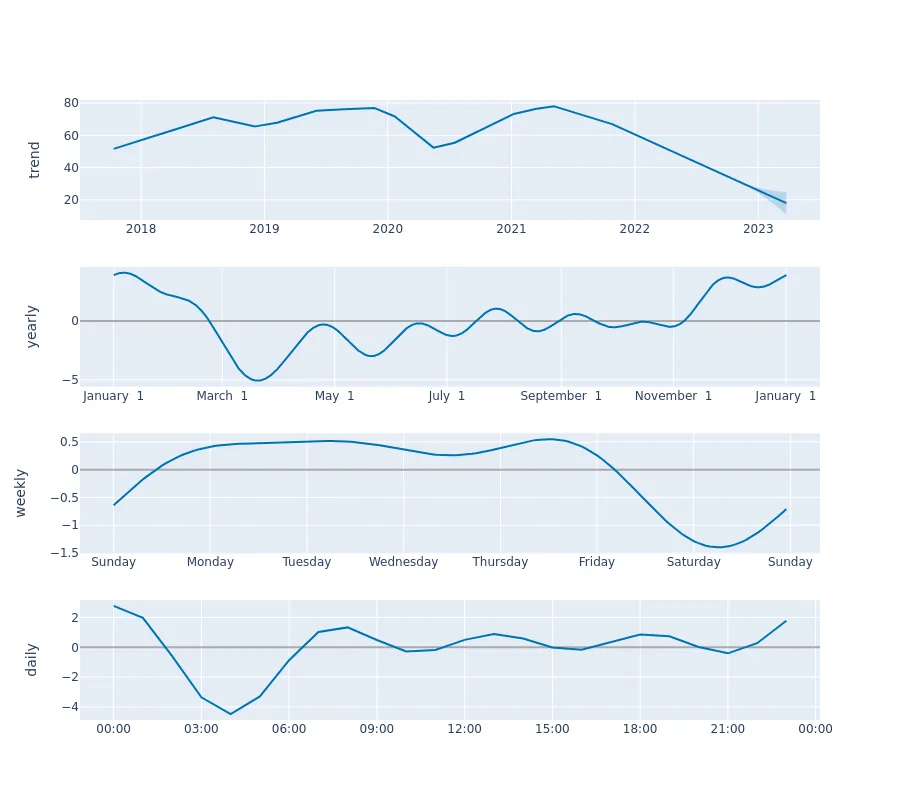 trend
80
60
40
20
2018 2019 2020 2021 2022 2023
yearly
0
−5
January 1 March 1 May 1 July 1 September 1 November 1 January 1
weekly
0.5
0
−0.5
−1
−1.5
Sunday Monday Tuesday Wednesday Thursday Friday Saturday Sunday
daily
2
0
−2
−4
00:00 03:00 06:00 09:00 12:00 15:00 18:00 21:00 00:00